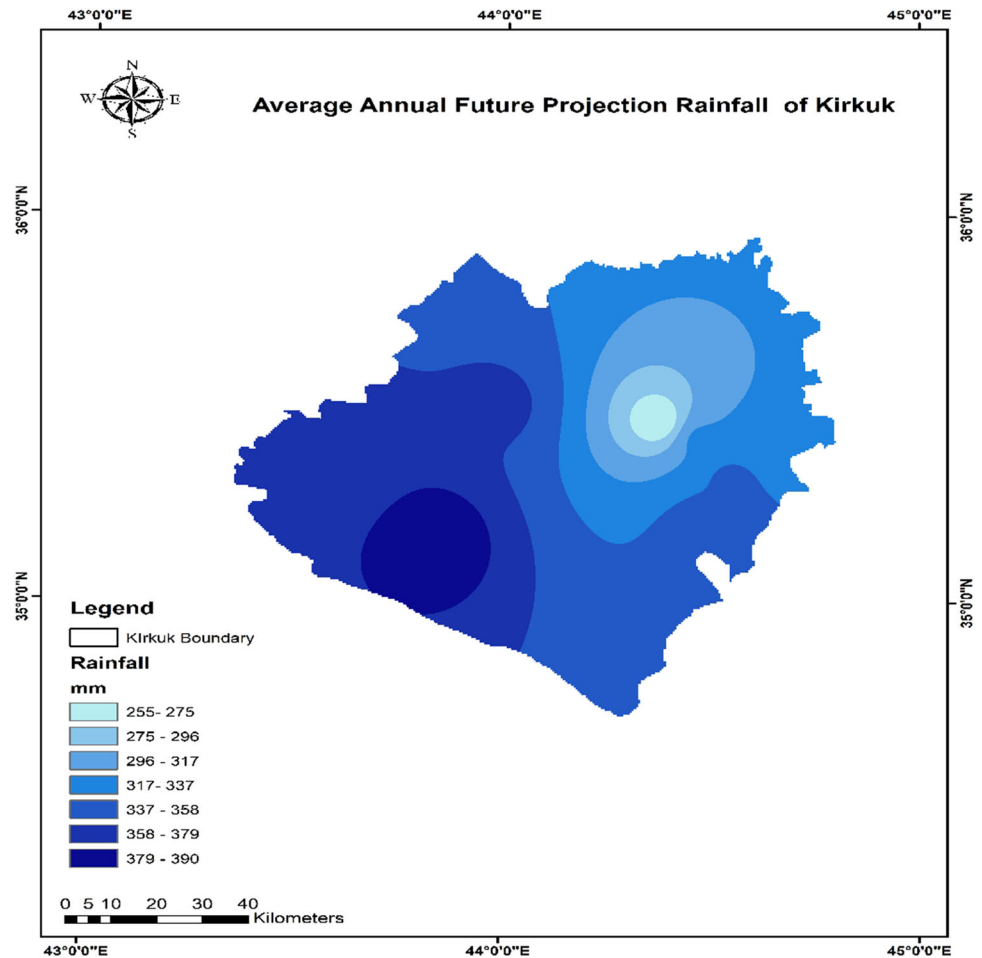 43°0'0"E 44°0'0"E 45°0'0"E
N
W E
S
Average Annual Future Projection Rainfall of Kirkuk
36°0'0"N 36°0'0"N
35°0'0"N 35°0'0"N
Legend
Kirkuk Boundary
Rainfall
mm
255- 275
275 - 296
296 - 317
317- 337
337 - 358
358 - 379
379 - 390
0 5 10 20 30 40
Kilometers
43°0'0"E 44°0'0"E 45°0'0"E